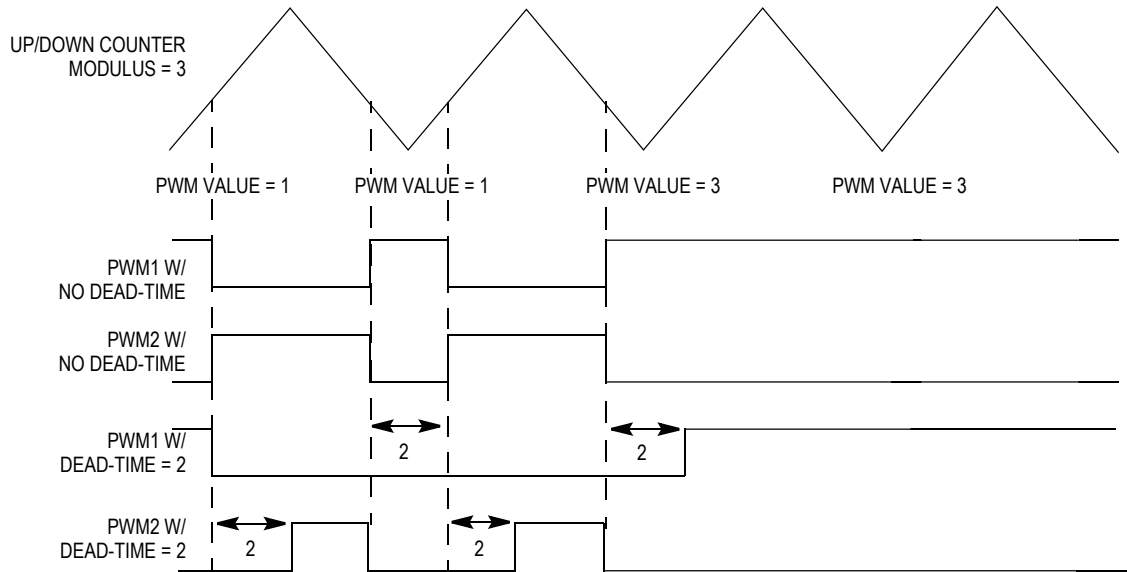 UP/DOWN COUNTER
MODULUS = 3
PWM VALUE = 1
PWM VALUE = 1
PWM VALUE = 3
PWM VALUE = 3
PWM1 W/
NO DEAD-TIME
PWM2 W/
NO DEAD-TIME
PWM1 W/
DEAD-TIME = 2
2
2
PWM2 W/
DEAD-TIME = 2
2
2